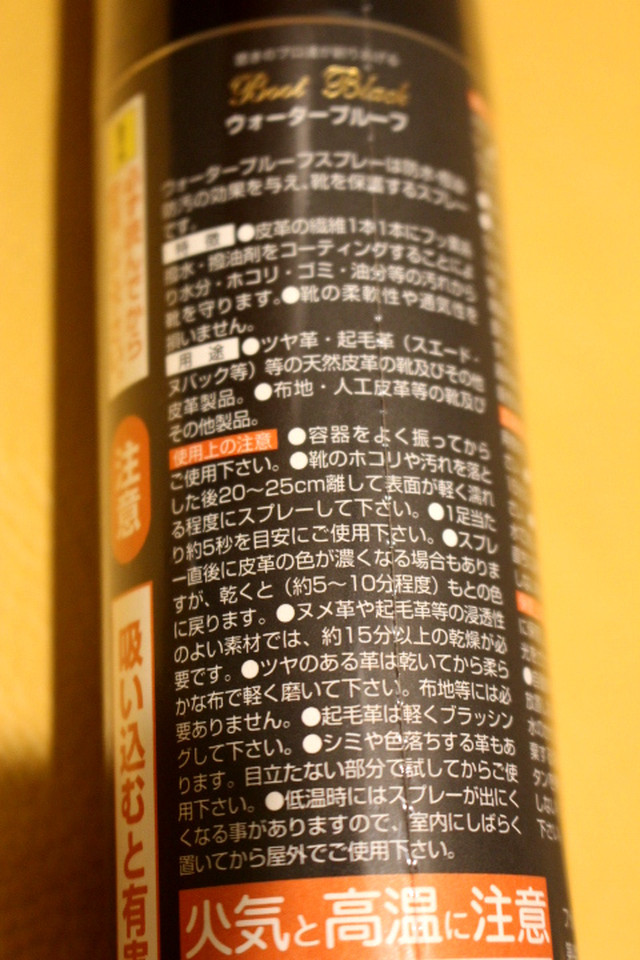 Boot Black
ウォータープルーフ
ウォータープルーフスプレーは防水・防油・
防汚の効果を与え、靴を保護するスプレー
です。
特徴 ●皮革の繊維1本1本にフッ素系
撥水・撥油剤をコーティングすることによ
り水分・ホコリ・ゴミ・油分等の汚れから
靴を守ります。●靴の柔軟性や通気性を
損いません。
用途 ●ツヤ革・起毛革（スエード・
ヌバック等）等の天然皮革の靴及びその他
皮革製品。●布地・人工皮革等の靴及び
その他製品。
使用上の注意 ●容器をよく振ってから
ご使用下さい。●靴のホコリや汚れを落と
した後20～25cm離して表面が軽く濡れ
る程度にスプレーして下さい。●1足当た
り約5秒を目安にご使用下さい。●スプレ
ー直後に皮革の色が濃くなる場合もありま
すが、乾くと（約5～10分程度）もとの色
に戻ります。●ヌメ革や起毛革等の浸透性
のよい素材では、約15分以上の乾燥が必
要です。●ツヤのある革は乾いてから柔ら
かな布で軽く磨いて下さい。布地等には必
要ありません。●起毛革は軽くブラッシン
グして下さい。●シミや色落ちする革もあ
ります。目立たない部分で試してからご使
用下さい。●低温時にはスプレーが出にく
くなる事がありますので、室内にしばらく
置いてから屋外でご使用下さい。
火気と高温に注意
注意
吸い込むと有害